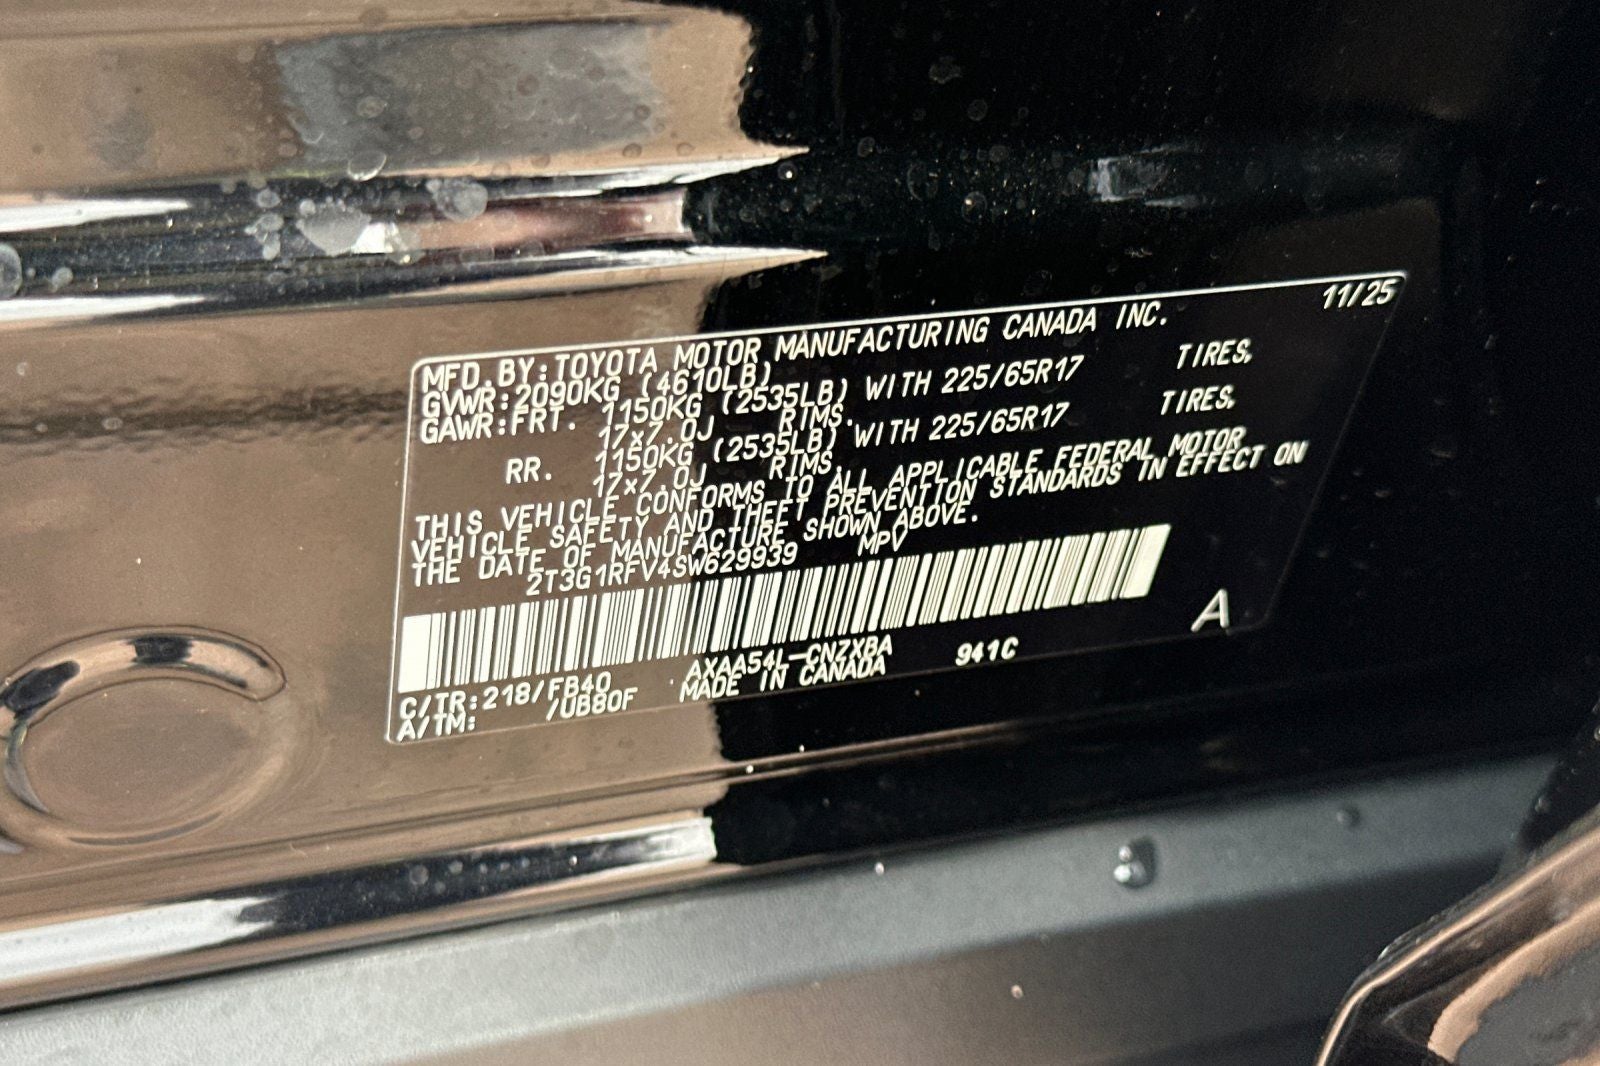 11/25
MFD.BY:TOYOTA MOTOR MANUFACTURING CANADA INC.
GVWR:2090KG (4610LB)
GAWR:FRT. 1150KG (2535LB) WITH 225/65R17 TIRES,
17x7.0J RIMS.
RR. 1150KG (2535LB) WITH 225/65R17 TIRES,
17x7.0J RIMS.
THIS VEHICLE CONFORMS TO ALL APPLICABLE FEDERAL MOTOR
VEHICLE SAFETY AND THEFT PREVENTION STANDARDS IN EFFECT ON
THE DATE OF MANUFACTURE SHOWN ABOVE.
2T3G1RFV4SW629939 MPV
A
C/TR:218/FB40 AXAA54L-CNZXBA 941C
A/TM: /UB80F MADE IN CANADA